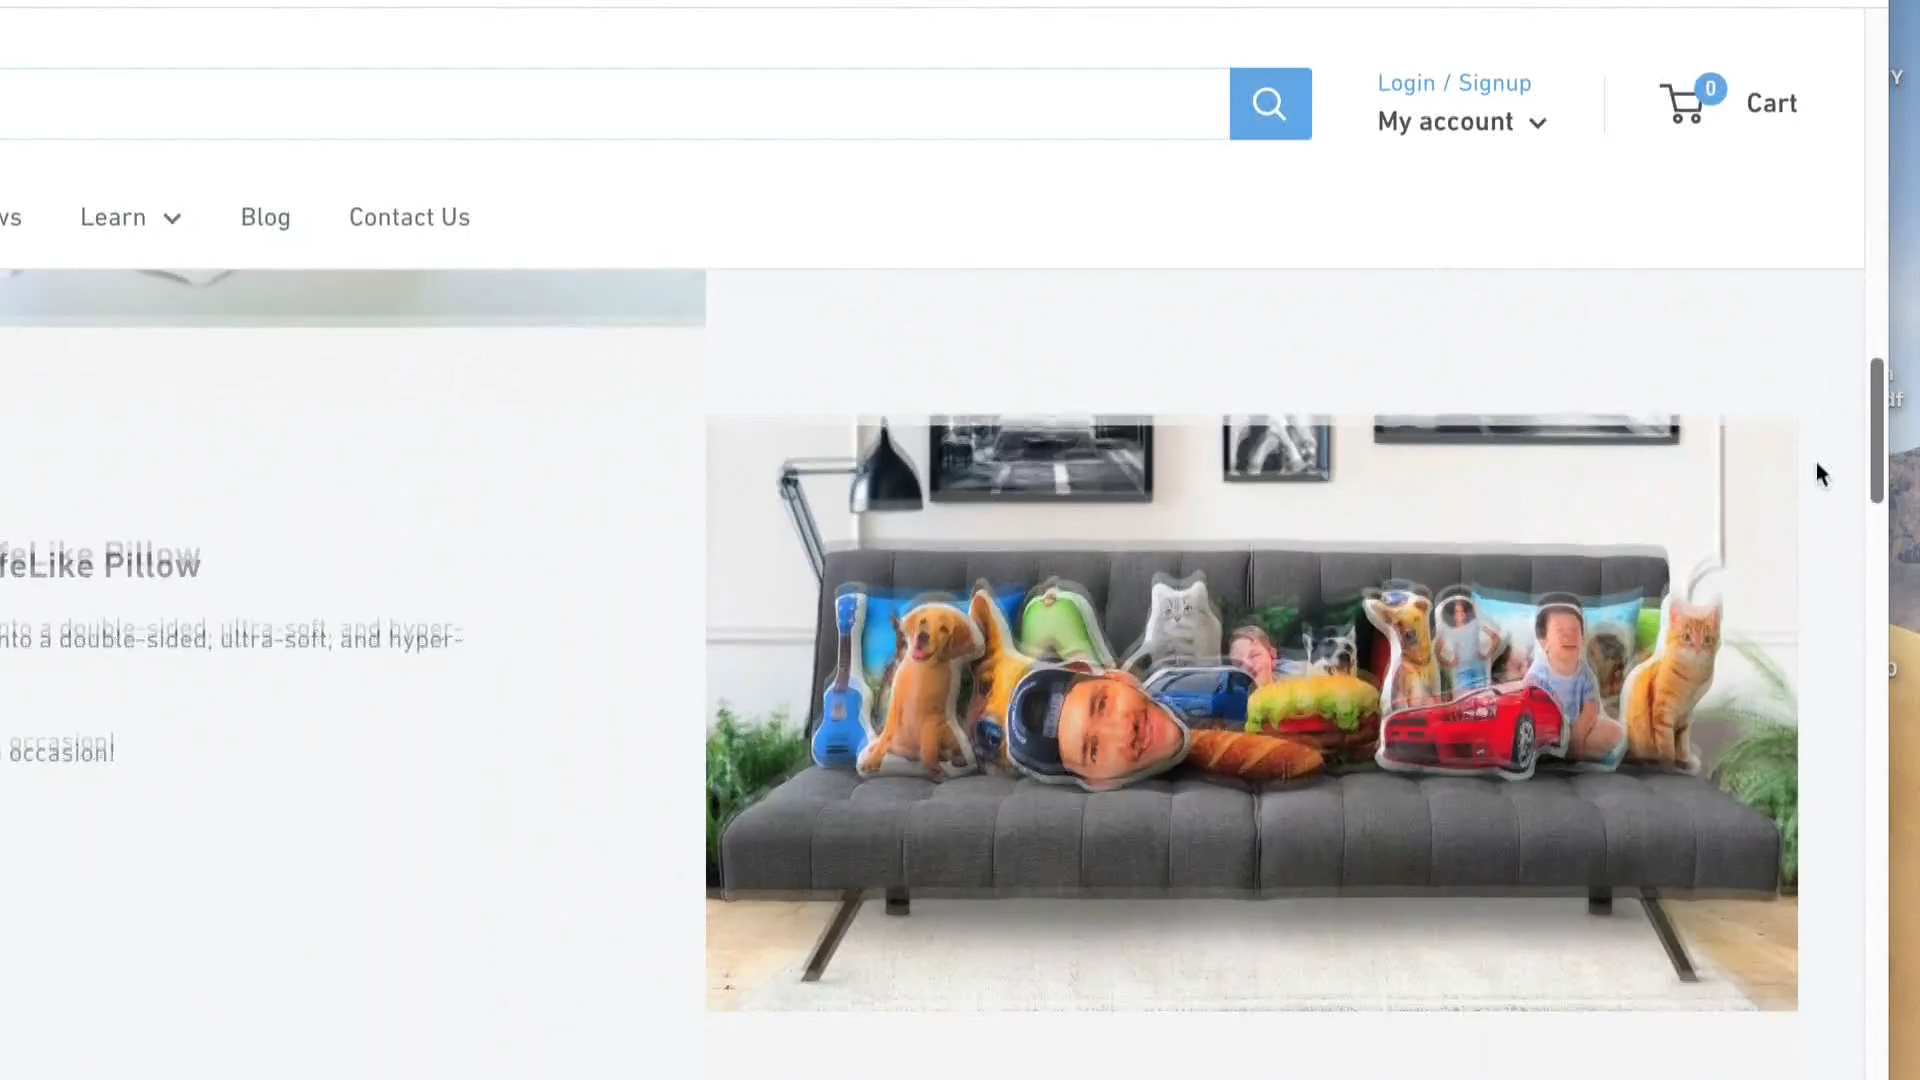 Login / Signup
My account
0
Cart
ws
Learn
Blog
Contact Us
feLike Pillow
nto a double-sided, ultra-soft, and hyper-
occasion!